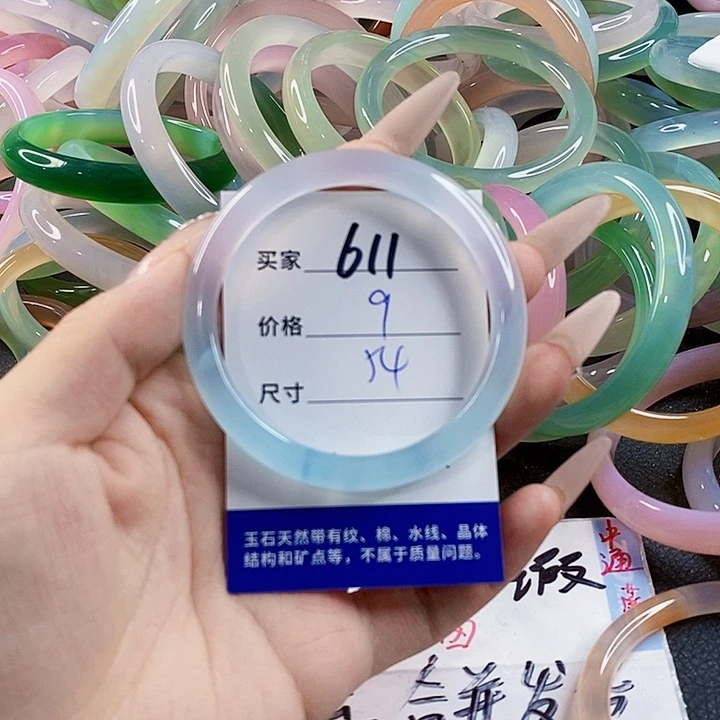 买家 611
价格 9
尺寸 54
玉石天然带有纹、棉、水线、晶体
结构和矿点等，不属于质量问题。